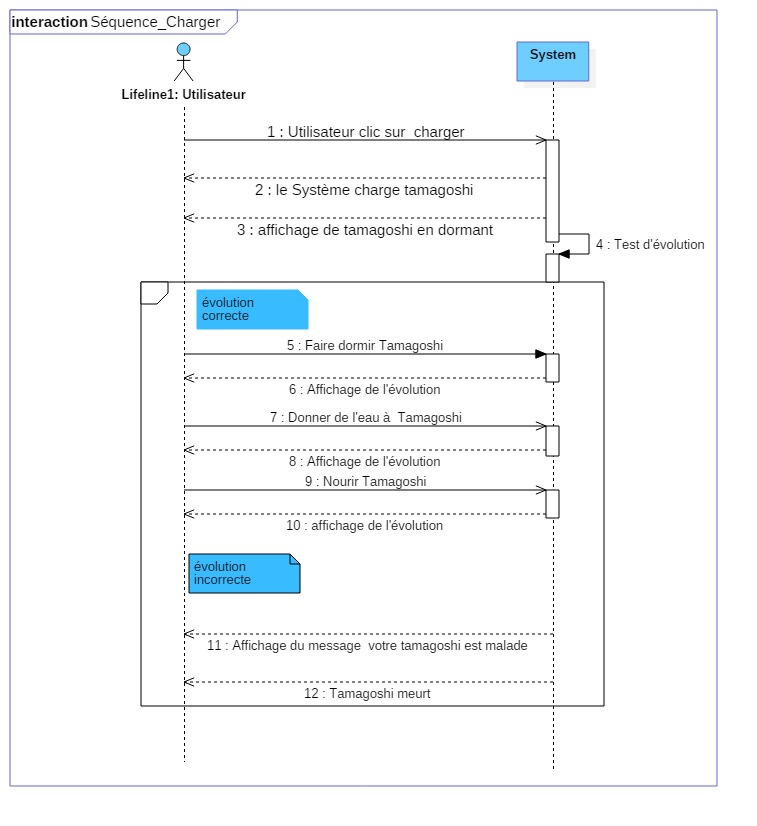 interaction Séquence_Charger
System
Lifeline1: Utilisateur
1 : Utilisateur clic sur  charger
2 : le Système charge tamagoshi
3 : affichage de tamagoshi en dormant
4 : Test d'évolution
évolution
correcte
5 : Faire dormir Tamagoshi
6 : Affichage de l'évolution
7 : Donner de l'eau à  Tamagoshi
8 : Affichage de l'évolution
9 : Nourir Tamagoshi
10 : affichage de l'évolution
évolution
incorrecte
11 : Affichage du message  votre tamagoshi est malade
12 : Tamagoshi meurt